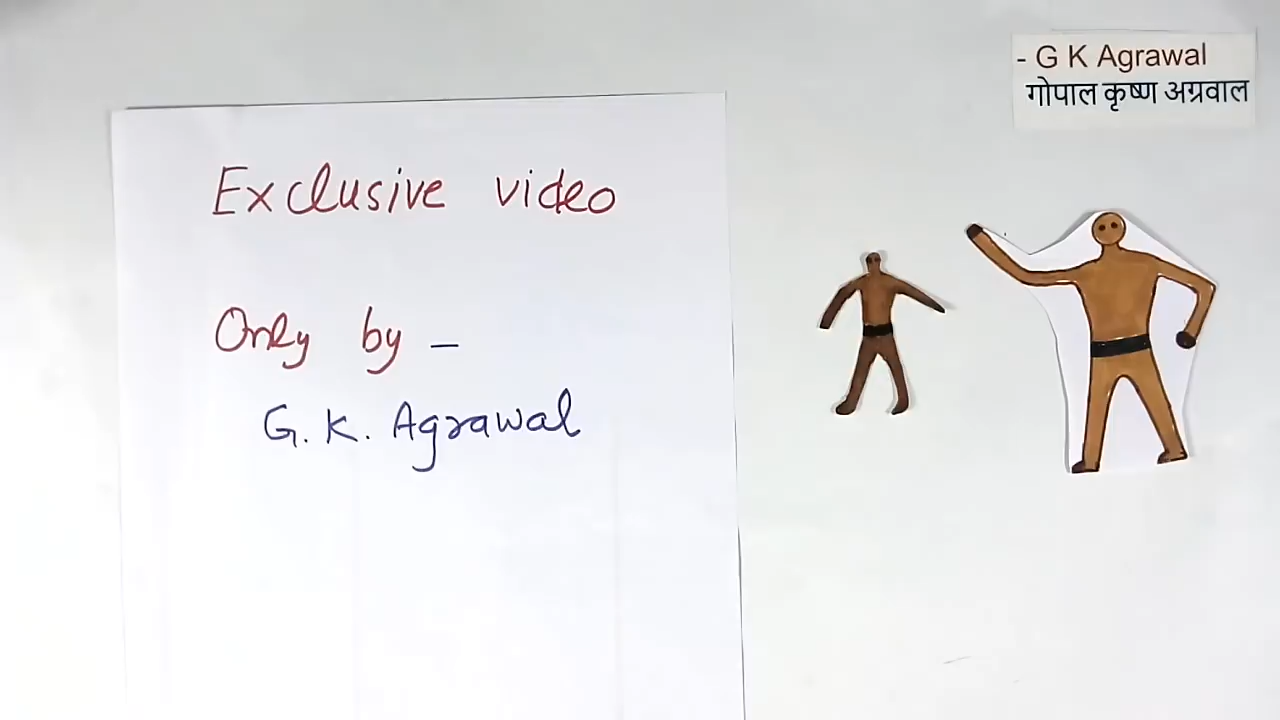 Exclusive video
Only by -
G. K. Agrawal
- G K Agrawal
गोपाल कृष्ण अग्रवाल